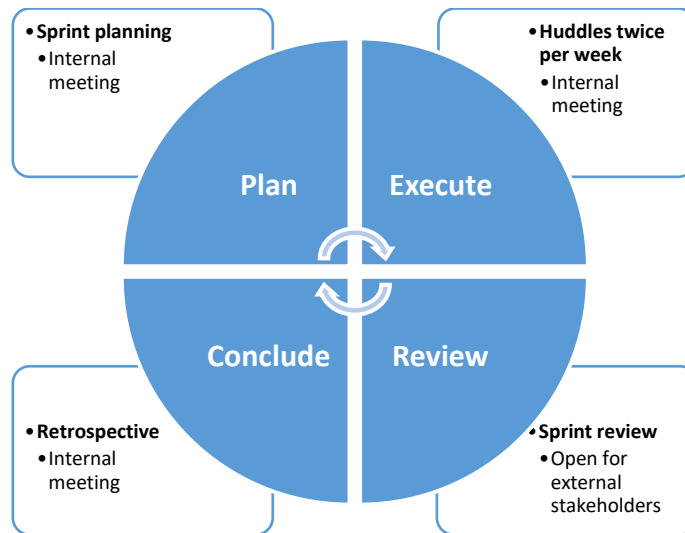 •Sprint planning
•Internal
meeting
•Huddles twice
per week
•Internal
meeting
Plan
Execute
Conclude
Review
•Retrospective
•Internal
meeting
•Sprint review
•Open for
external
stakeholders